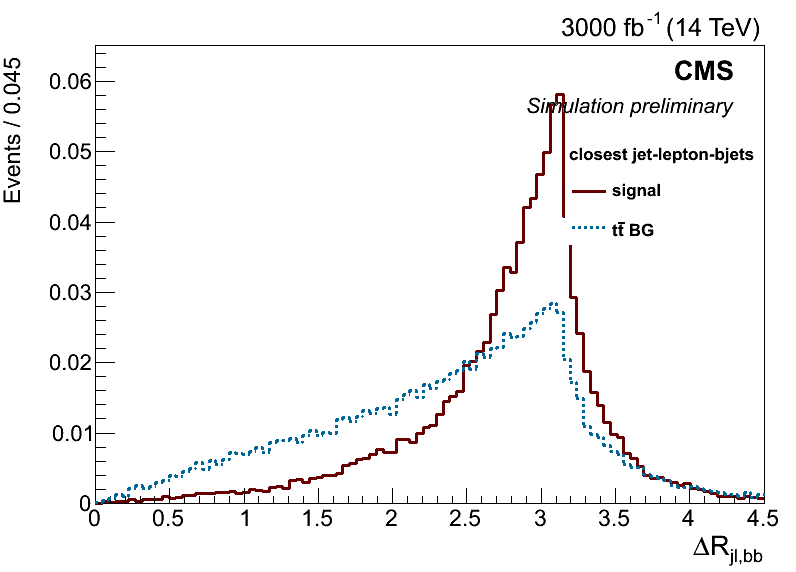 3000 fb⁻¹ (14 TeV)
CMS
Simulation preliminary
closest jet-lepton-bjets
signal
tt̄ BG
Events / 0.045
0.06
0.05
0.04
0.03
0.02
0.01
0
0 0.5 1 1.5 2 2.5 3 3.5 4 4.5
ΔR_jl,bb